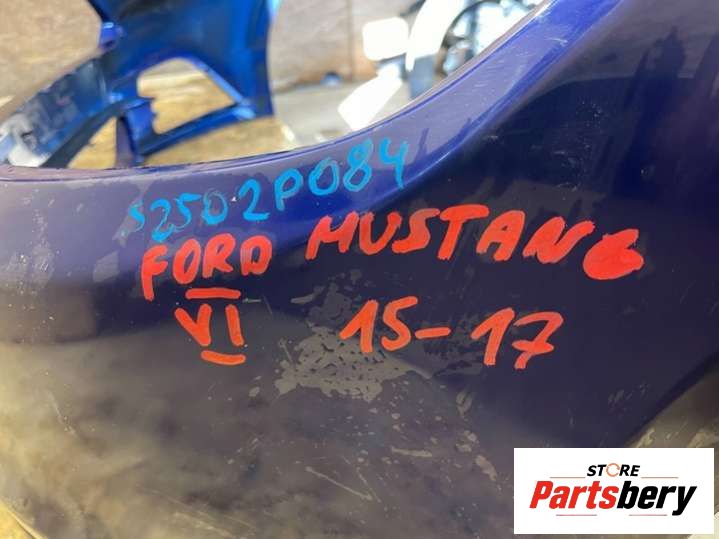 S2502P084
FORD MUSTANG
VI 15-17
STORE
Partsbery